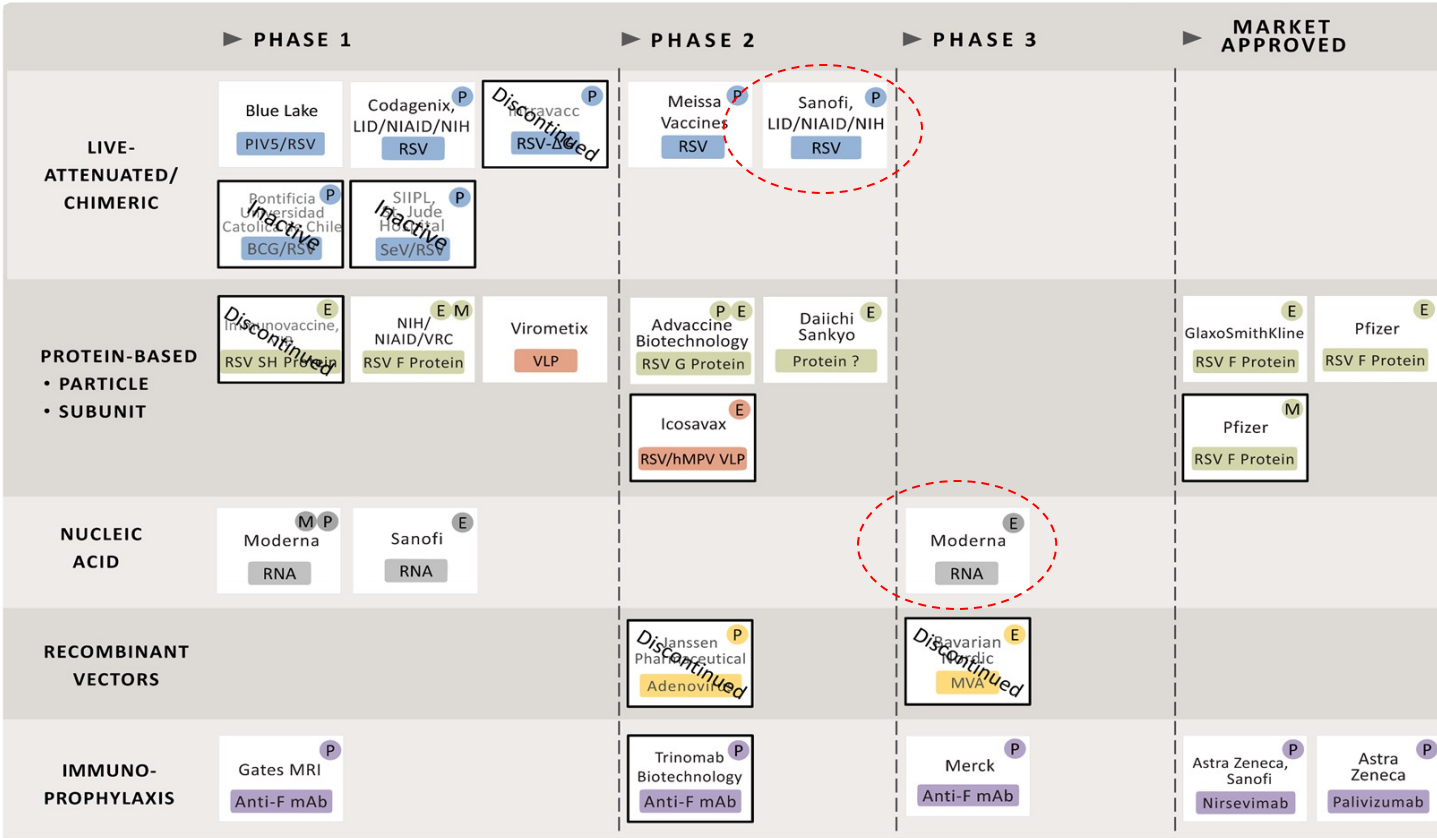 PHASE 1
PHASE 2
PHASE 3
MARKET
APPROVED
LIVE-
ATTENUATED/
CHIMERIC
Blue Lake
PIV5/RSV
P
Codagenix,
LID/NIAID/NIH
RSV
P
Discontinued
RSV-ΔG
P
Meissa
Vaccines
RSV
P
Sanofi,
LID/NIAID/NIH
RSV
P
Pontificia
Universidad
Catolica Chile
Inactive
BCG/RSV
P
SIIPL,
St. Jude
Hospital
Inactive
SeV/RSV
PROTEIN-BASED
• PARTICLE
• SUBUNIT
E
Immunovaccine,
Discontinued
RSV SH Protein
E M
NIH/
NIAID/VRC
RSV F Protein
Virometix
VLP
P E
Advaccine
Biotechnology
RSV G Protein
E
Daiichi
Sankyo
Protein ?
E
GlaxoSmithKline
RSV F Protein
E
Pfizer
RSV F Protein
E
Icosavax
RSV/hMPV VLP
M
Pfizer
RSV F Protein
NUCLEIC
ACID
M P
Moderna
RNA
E
Sanofi
RNA
E
Moderna
RNA
RECOMBINANT
VECTORS
P
Janssen
Pharmaceutical
Discontinued
Adenovirus
E
Bavarian
Nordic
Discontinued
MVA
IMMUNO-
PROPHYLAXIS
P
Gates MRI
Anti-F mAb
P
Trinomab
Biotechnology
Anti-F mAb
P
Merck
Anti-F mAb
P
Astra Zeneca,
Sanofi
Nirsevimab
P
Astra
Zeneca
Palivizumab